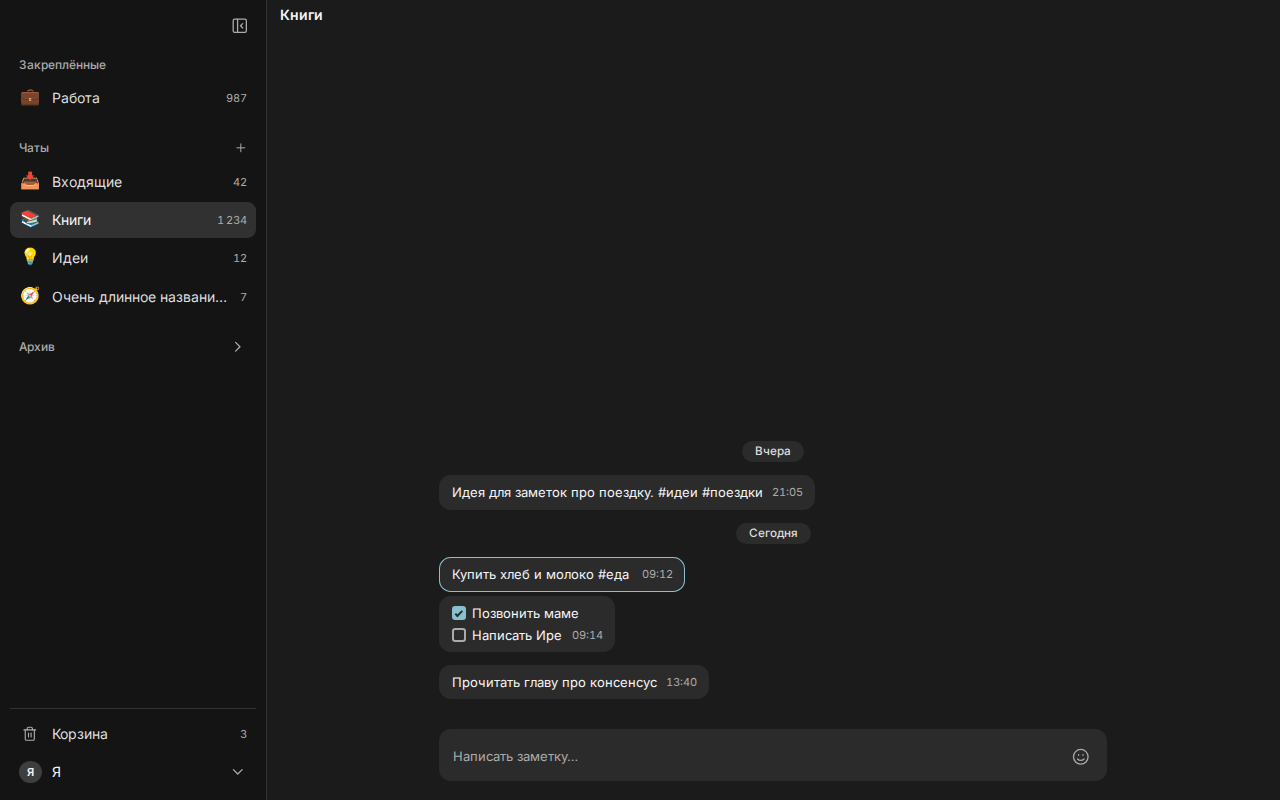 Закреплённые
Работа 987
Чаты
Входящие 42
Книги 1 234
Идеи 12
Очень длинное названи... 7
Архив
Корзина 3
Я Я
Книги
Вчера
Идея для заметок про поездку. #идеи #поездки 21:05
Сегодня
Купить хлеб и молоко #еда 09:12
Позвонить маме
Написать Ире 09:14
Прочитать главу про консенсус 13:40
Написать заметку...